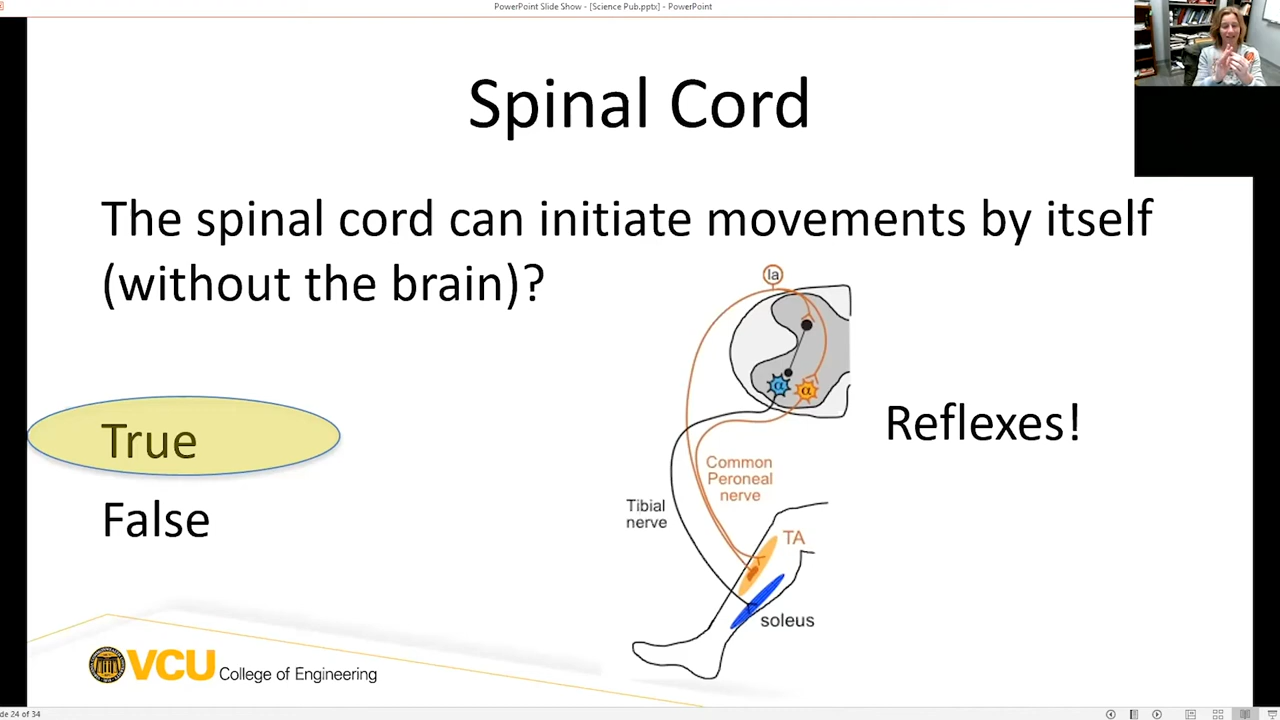 PowerPoint Slide Show - [Science Pub.pptx] - PowerPoint
Spinal Cord
The spinal cord can initiate movements by itself
(without the brain)?
Ia
α α
True
Reflexes!
False
Common
Peroneal
nerve
Tibial
nerve
TA
soleus
VCU College of Engineering
24 of 34